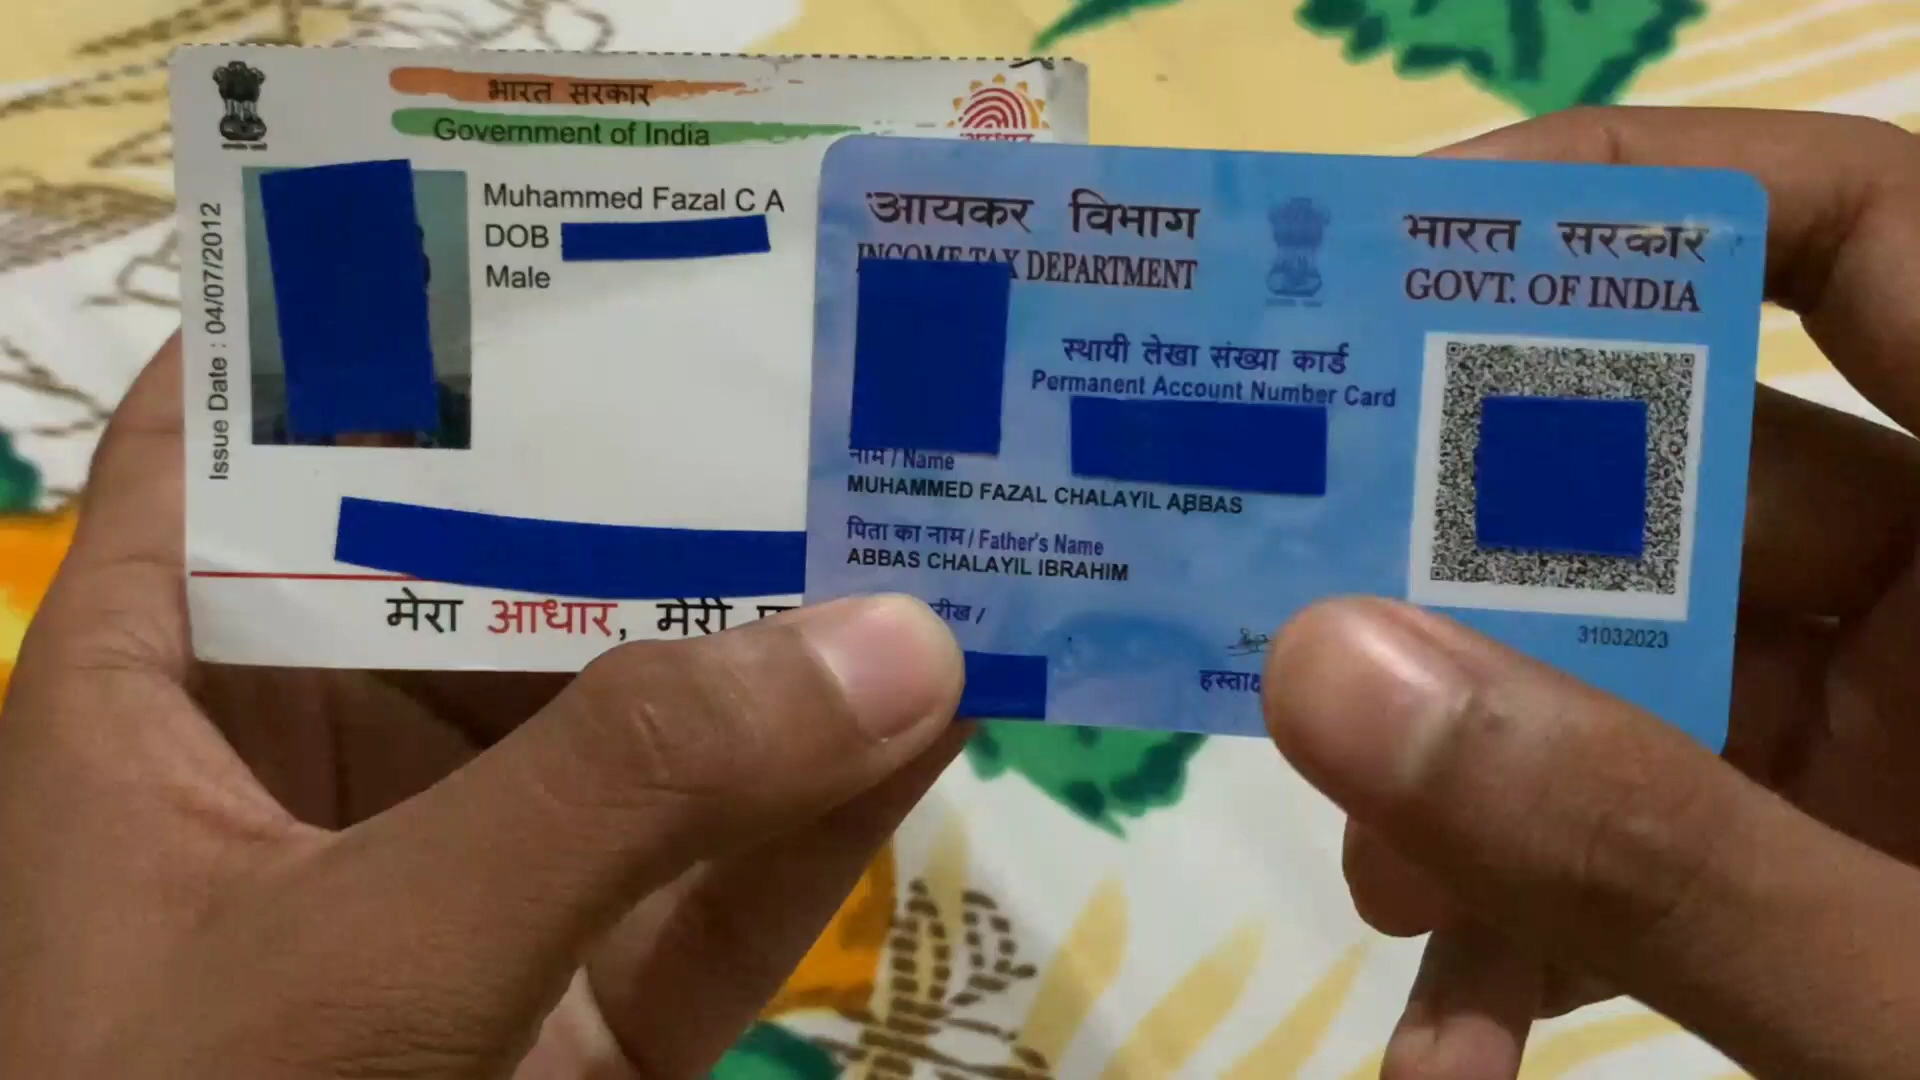 भारत सरकार
Government of India
आधार
Issue Date : 04/07/2012
Muhammed Fazal C A
DOB
Male
मेरा आधार, मेरी
आयकर विभाग
INCOME TAX DEPARTMENT
भारत सरकार
GOVT. OF INDIA
स्थायी लेखा संख्या कार्ड
Permanent Account Number Card
नाम / Name
MUHAMMED FAZAL CHALAYIL ABBAS
पिता का नाम / Father's Name
ABBAS CHALAYIL IBRAHIM
31032023